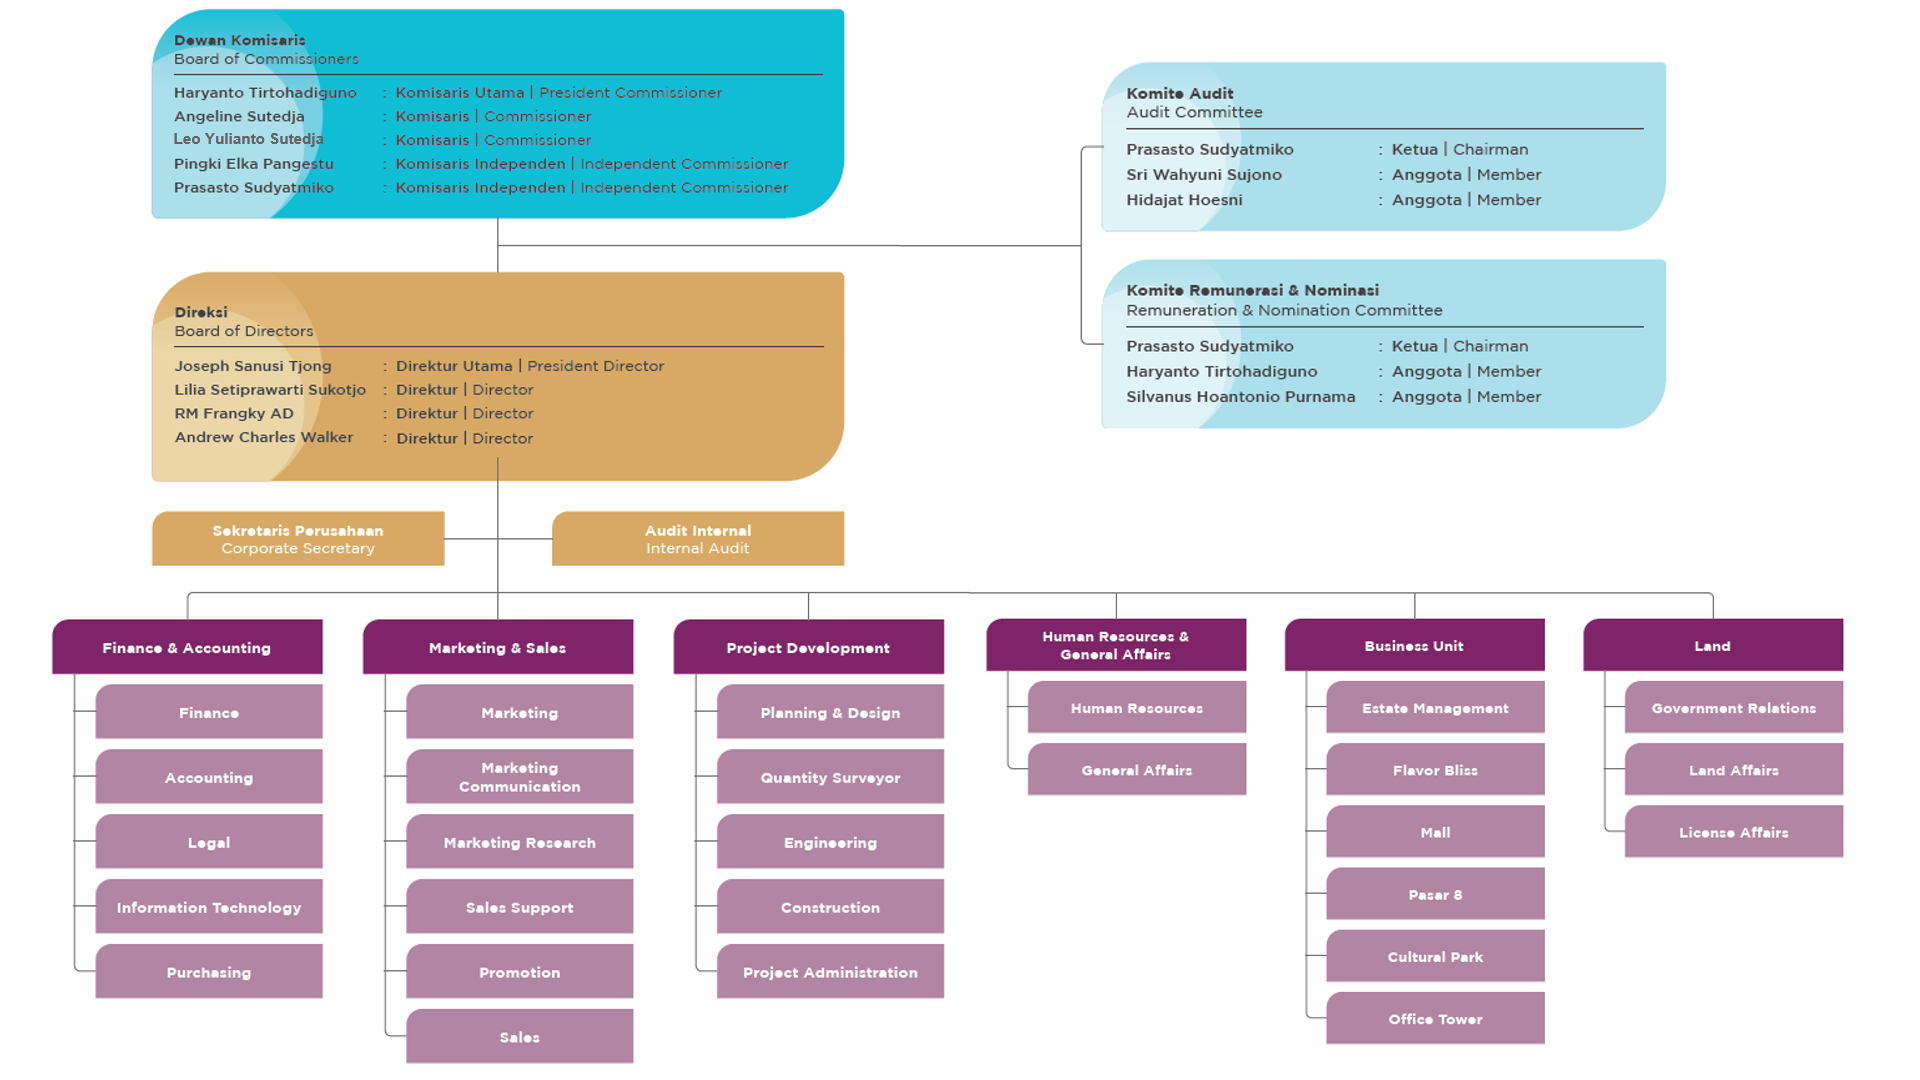 Dewan Komisaris
Board of Commissioners
Haryanto Tirtohadiguno : Komisaris Utama | President Commissioner
Angeline Sutedja : Komisaris | Commissioner
Leo Yulianto Sutedja : Komisaris | Commissioner
Pingki Elka Pangestu : Komisaris Independen | Independent Commissioner
Prasasto Sudyatmiko : Komisaris Independen | Independent Commissioner
Komite Audit
Audit Committee
Prasasto Sudyatmiko : Ketua | Chairman
Sri Wahyuni Sujono : Anggota | Member
Hidajat Hoesni : Anggota | Member
Komite Remunerasi & Nominasi
Remuneration & Nomination Committee
Prasasto Sudyatmiko : Ketua | Chairman
Haryanto Tirtohadiguno : Anggota | Member
Silvanus Hoantonio Purnama : Anggota | Member
Direksi
Board of Directors
Joseph Sanusi Tjong : Direktur Utama | President Director
Lilia Setiprawarti Sukotjo : Direktur | Director
RM Frangky AD : Direktur | Director
Andrew Charles Walker : Direktur | Director
Sekretaris Perusahaan
Corporate Secretary
Audit Internal
Internal Audit
Finance & Accounting
Finance
Accounting
Legal
Information Technology
Purchasing
Marketing & Sales
Marketing
Marketing
Communication
Marketing Research
Sales Support
Promotion
Sales
Project Development
Planning & Design
Quantity Surveyor
Engineering
Construction
Project Administration
Human Resources &
General Affairs
Human Resources
General Affairs
Business Unit
Estate Management
Flavor Bliss
Mall
Pasar 8
Cultural Park
Office Tower
Land
Government Relations
Land Affairs
License Affairs